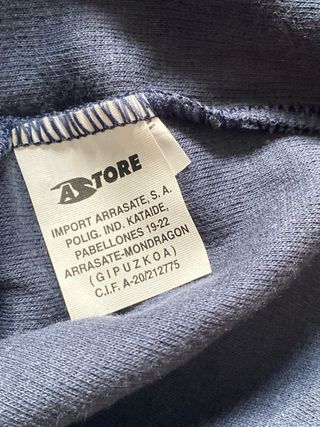 ASTORE
IMPORT ARRASATE, S. A.
POLIG. IND. KATAIDE,
PABELLONES 19-22
ARRASATE-MONDRAGON
( G I P U Z K O A )
C.I.F. A-20/212775